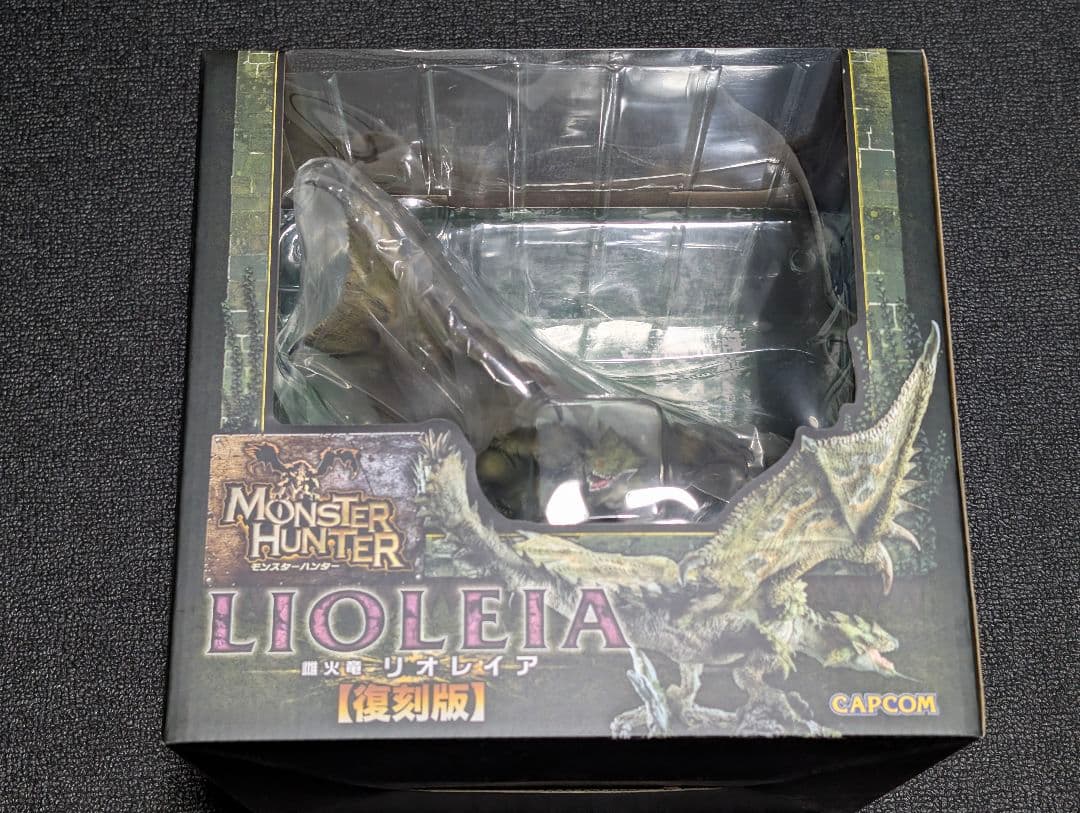 MONSTER
HUNTER
モンスターハンター
LIOLEIA
雌火竜 リオレイア
【復刻版】
CAPCOM